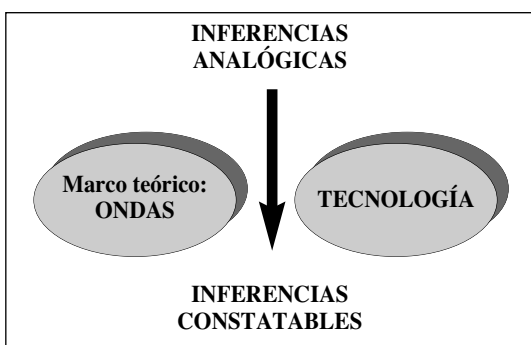 INFERENCIAS
ANALÓGICAS
Marco teórico:
ONDAS
TECNOLOGÍA
INFERENCIAS
CONSTATABLES